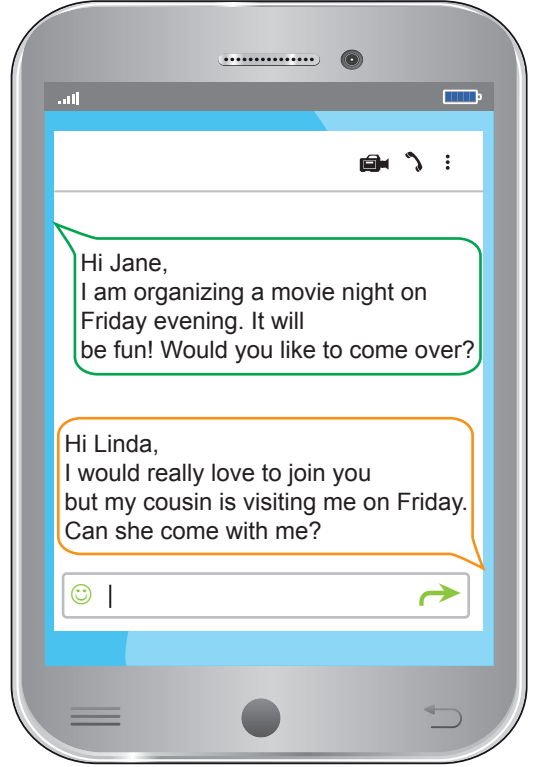 Hi Jane,
I am organizing a movie night on
Friday evening. It will
be fun! Would you like to come over?
Hi Linda,
I would really love to join you
but my cousin is visiting me on Friday.
Can she come with me?